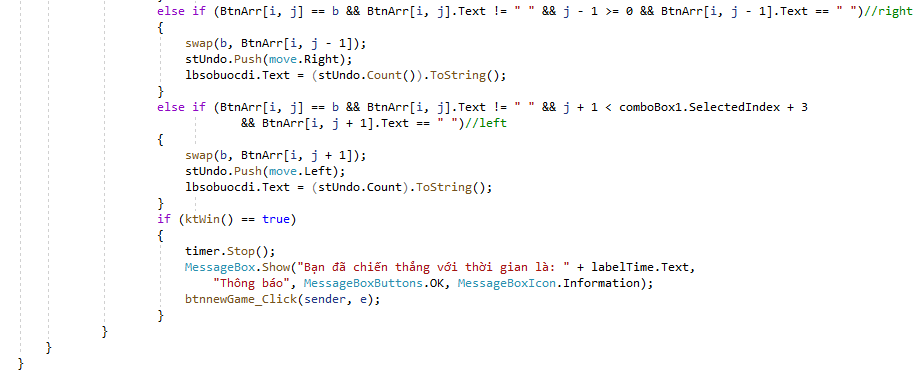 else if (BtnArr[i, j] == b && BtnArr[i, j].Text != " " && j - 1 >= 0 && BtnArr[i, j - 1].Text == " ")//right
{
swap(b, BtnArr[i, j - 1]);
stUndo.Push(move.Right);
lbsobuocdi.Text = (stUndo.Count()).ToString();
}
else if (BtnArr[i, j] == b && BtnArr[i, j].Text != " " && j + 1 < comboBox1.SelectedIndex + 3
&& BtnArr[i, j + 1].Text == " ")//left
{
swap(b, BtnArr[i, j + 1]);
stUndo.Push(move.Left);
lbsobuocdi.Text = (stUndo.Count).ToString();
}
if (ktWin() == true)
{
timer.Stop();
MessageBox.Show("Bạn đã chiến thắng với thời gian là: " + labelTime.Text,
"Thông báo", MessageBoxButtons.OK, MessageBoxIcon.Information);
btnnewGame_Click(sender, e);
}
}
}
}